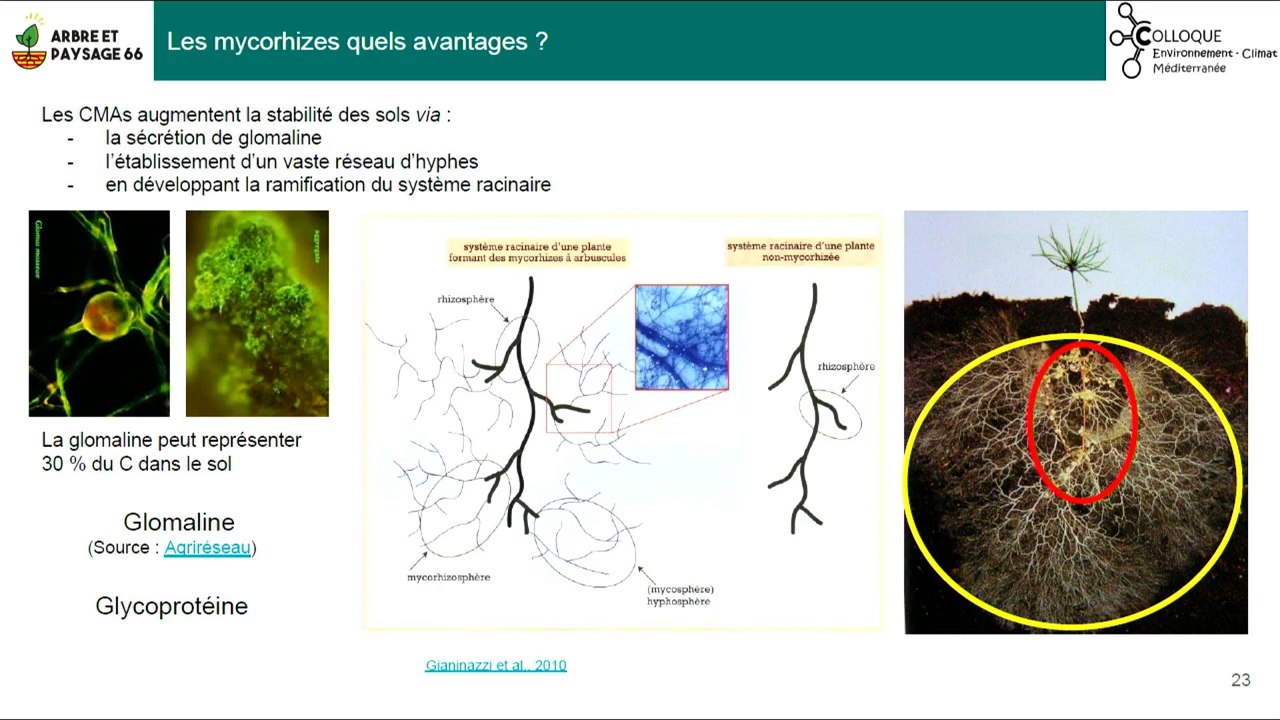 ARBRE ET
PAYSAGE 66
Les mycorhizes quels avantages ?
COLLOQUE
Environnement - Climat
Méditerranée
Les CMAs augmentent la stabilité des sols via :
- la sécrétion de glomaline
- l'établissement d'un vaste réseau d'hyphes
- en développant la ramification du système racinaire
Glomus mosseae
La glomaline peut représenter
30 % du C dans le sol
Glomaline
(Source : Agriréseau)
Glycoprotéine
système racinaire d'une plante
formant des mycorhizes à arbuscules
système racinaire d'une plante
non-mycorhizée
rhizosphère
rhizosphère
mycorhizosphère
(mycosphère)
hyphosphère
Gianinazzi et al., 2010
23